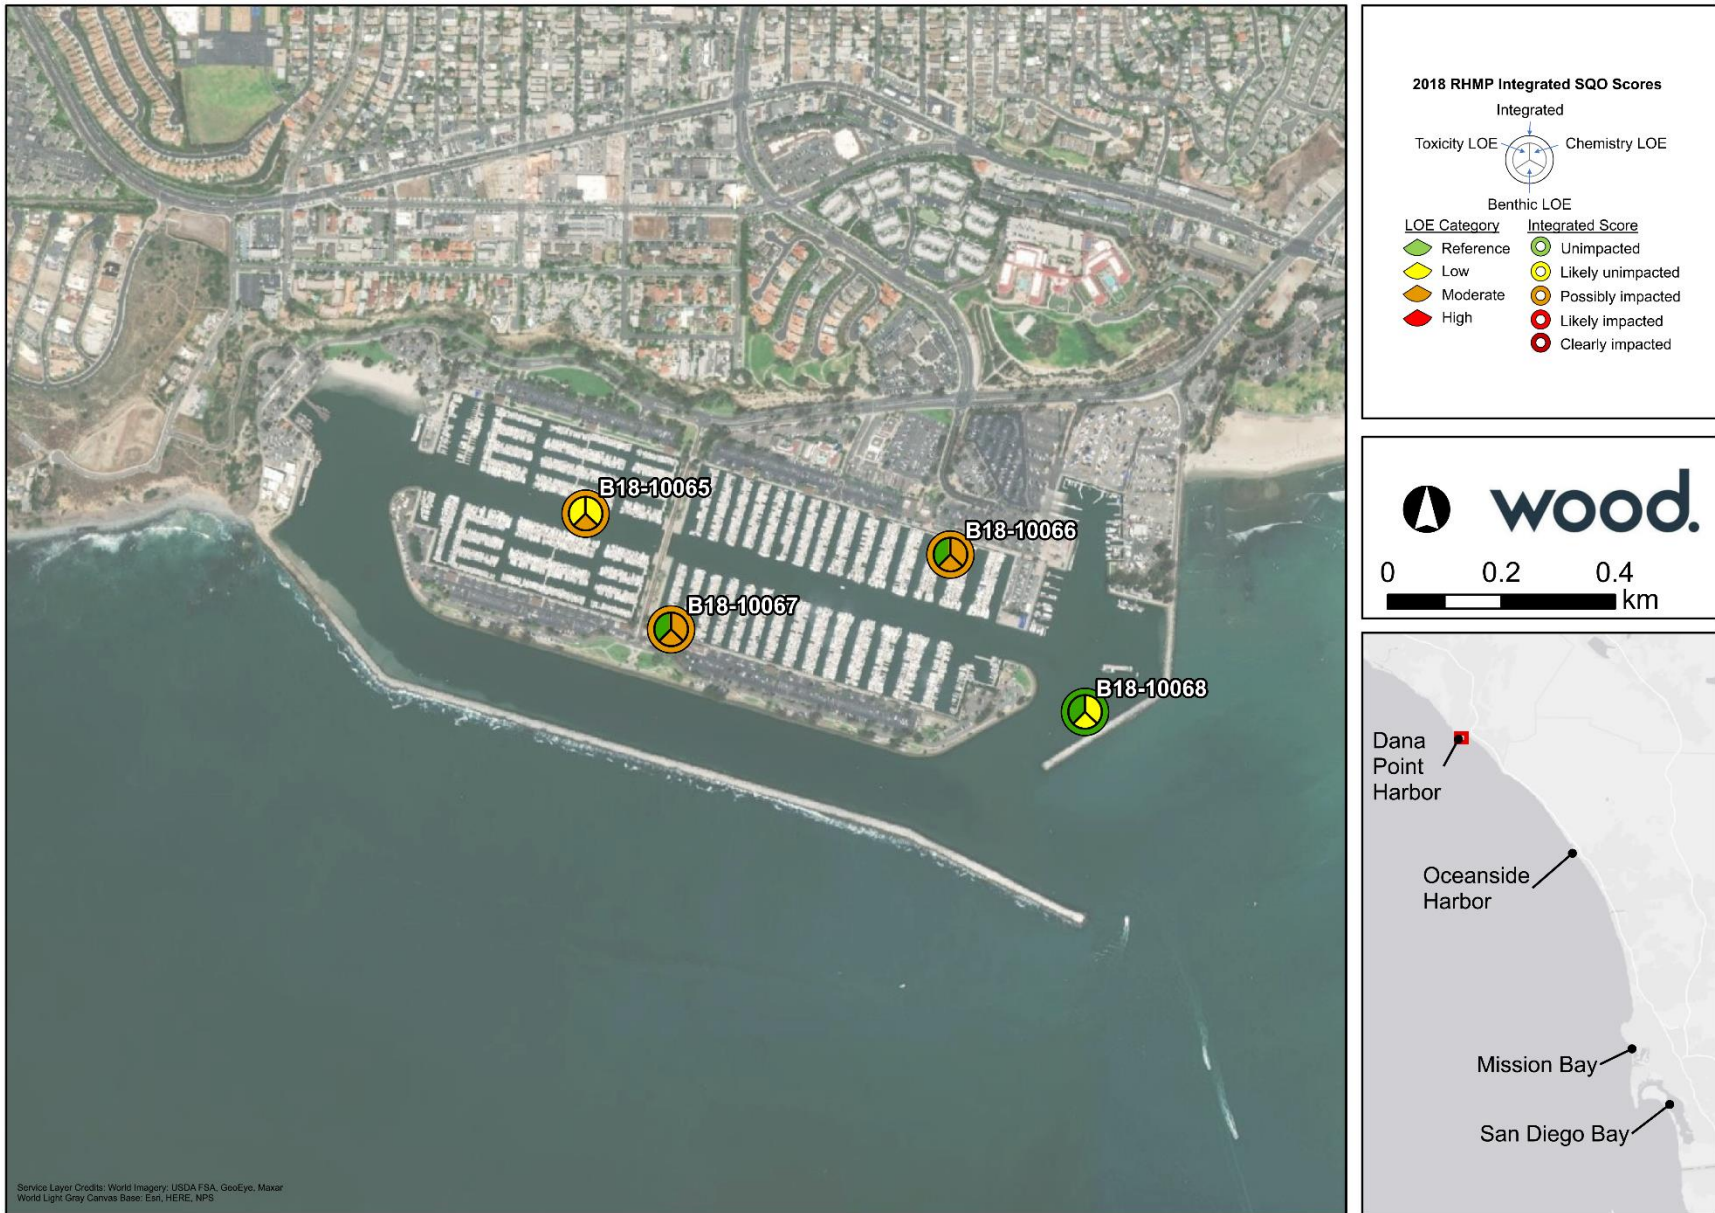 B18-10065
B18-10066
B18-10067
B18-10068
Service Layer Credits: World Imagery: USDA FSA, GeoEye, Maxar
World Light Gray Canvas Base: Esri, HERE, NPS
2018 RHMP Integrated SQO Scores
Integrated
Toxicity LOE
Chemistry LOE
Benthic LOE
LOE Category
Reference
Low
Moderate
High
Integrated Score
Unimpacted
Likely unimpacted
Possibly impacted
Likely impacted
Clearly impacted
wood.
0 0.2 0.4
km
Dana
Point
Harbor
Oceanside
Harbor
Mission Bay
San Diego Bay